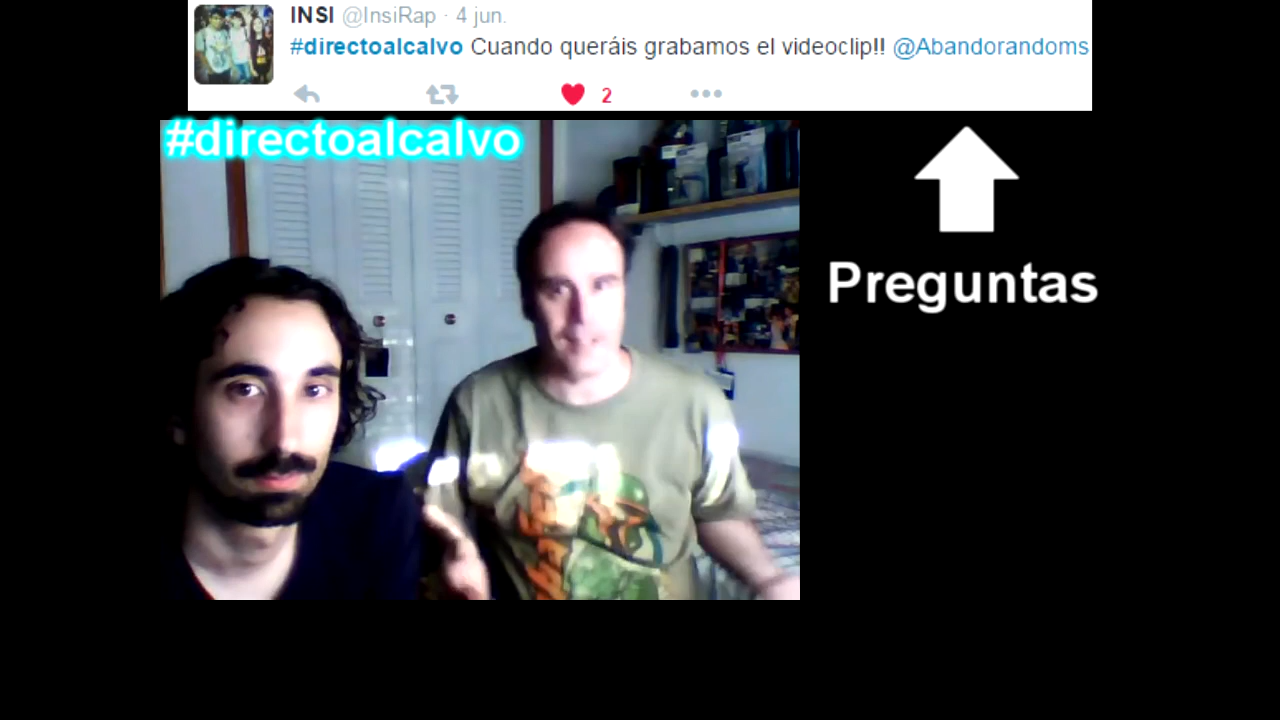 INSI @InsiRap · 4 jun.
#directoalcalvo Cuando queráis grabamos el videoclip!! @Abandorandoms
2
#directoalcalvo
Preguntas